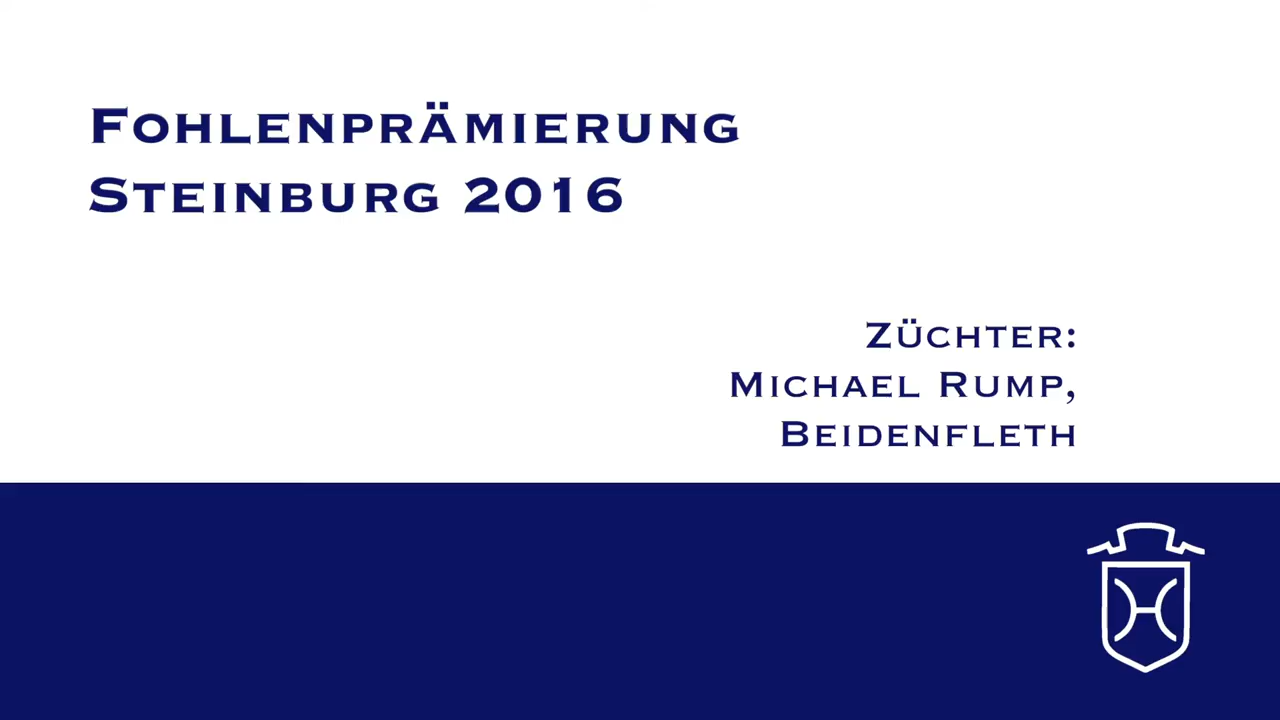 Fohlenprämierung
Steinburg 2016
Züchter:
Michael Rump,
Beidenfleth